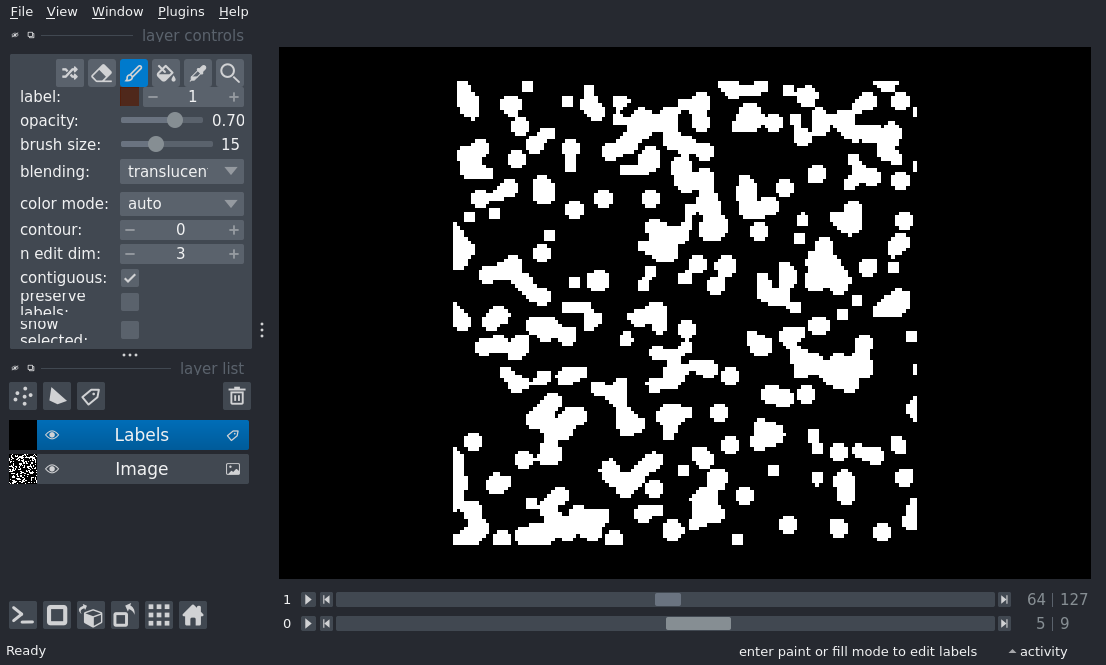 File View Window Plugins Help
layer controls
label: 1
opacity: 0.70
brush size: 15
blending: translucen
color mode: auto
contour: 0
n edit dim: 3
contiguous:
preserve
labels:
show
selected:
layer list
Labels
Image
1 64 | 127
0 5 | 9
Ready enter paint or fill mode to edit labels activity